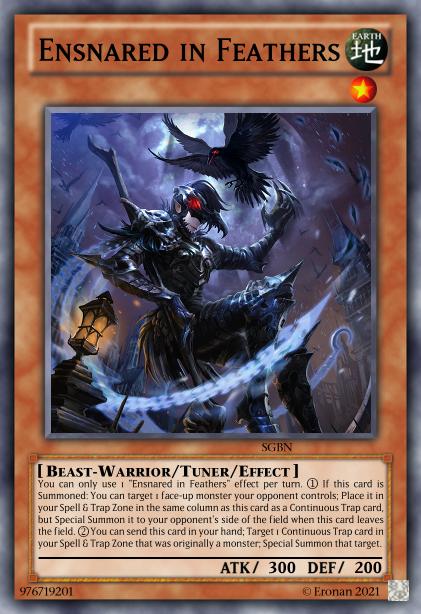 ENSNARED IN FEATHERS
EARTH
地
SGBN
[ BEAST-WARRIOR/TUNER/EFFECT ]
You can only use 1 "Ensnared in Feathers" effect per turn. ① If this card is
Summoned: You can target 1 face-up monster your opponent controls; Place it in
your Spell & Trap Zone in the same column as this card as a Continuous Trap card,
but Special Summon it to your opponent's side of the field when this card leaves
the field. ② You can send this card in your hand; Target 1 Continuous Trap card in
your Spell & Trap Zone that was originally a monster; Special Summon that target.
ATK/ 300 DEF/ 200
976719201
© Eronan 2021